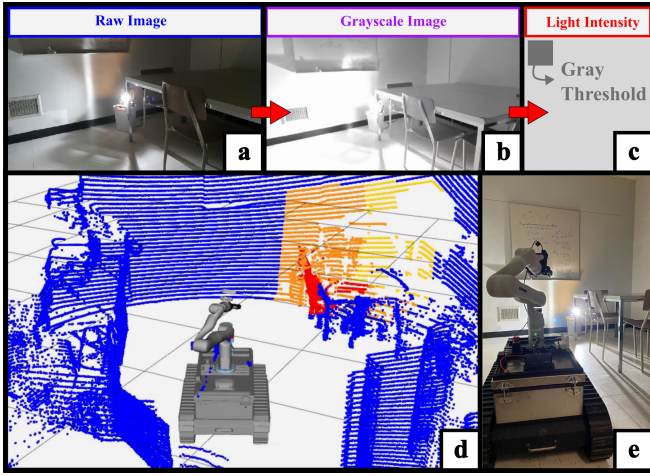 Raw Image
Grayscale Image
Light Intensity
Gray
Threshold
a
b
c
d
e